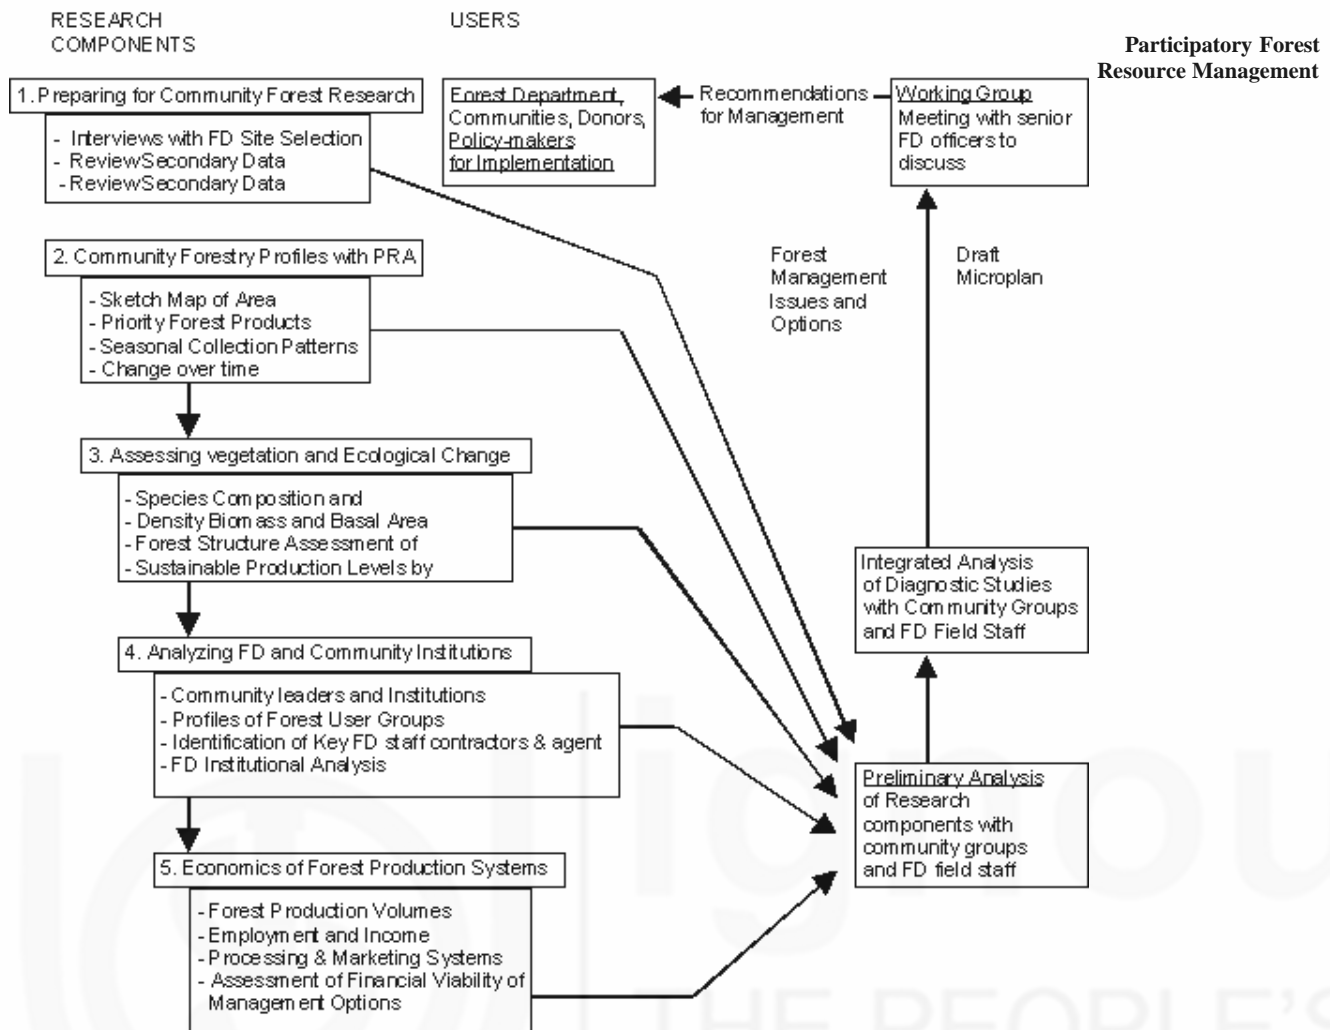 RESEARCH
COMPONENTS
USERS
Participatory Forest
Resource Management
1. Preparing for Community Forest Research
- Interviews with FD Site Selection
- ReviewSecondary Data
- ReviewSecondary Data
Forest Department,
Communities, Donors,
Policy-makers
for Implementation
Recommendations
for Management
Working Group
Meeting with senior
FD officers to
discuss
2. Community Forestry Profiles with PRA
- Sketch Map of Area
- Priority Forest Products
- Seasonal Collection Patterns
- Change over time
Forest
Management
Issues and
Options
Draft
Microplan
3. Assessing vegetation and Ecological Change
- Species Composition and
- Density Biomass and Basal Area
- Forest Structure Assessment of
- Sustainable Production Levels by
Integrated Analysis
of Diagnostic Studies
with Community Groups
and FD Field Staff
4. Analyzing FD and Community Institutions
- Community leaders and Institutions
- Profiles of Forest User Groups
- Identification of Key FD staff contractors & agent
- FD Institutional Analysis
Preliminary Analysis
of Research
components with
community groups
and FD field staff
5. Economics of Forest Production Systems
- Forest Production Volumes
- Employment and Income
- Processing & Marketing Systems
- Assessment of Financial Viability of
Management Options
ignou
THE PEOPLE'S